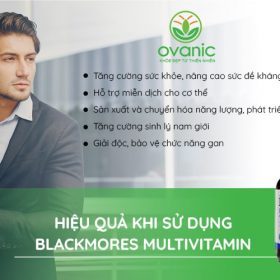 ovanic
KHỎE ĐẸP TỪ THIÊN NHIÊN
Tăng cường sức khỏe, nâng cao sức đề kháng
Hỗ trợ miễn dịch cho cơ thể
Sản xuất và chuyển hóa năng lượng, phát triể
Tăng cường sinh lý nam giới
Giải độc, bảo vệ chức năng gan
HIỆU QUẢ KHI SỬ DỤNG
BLACKMORES MULTIVITAMIN